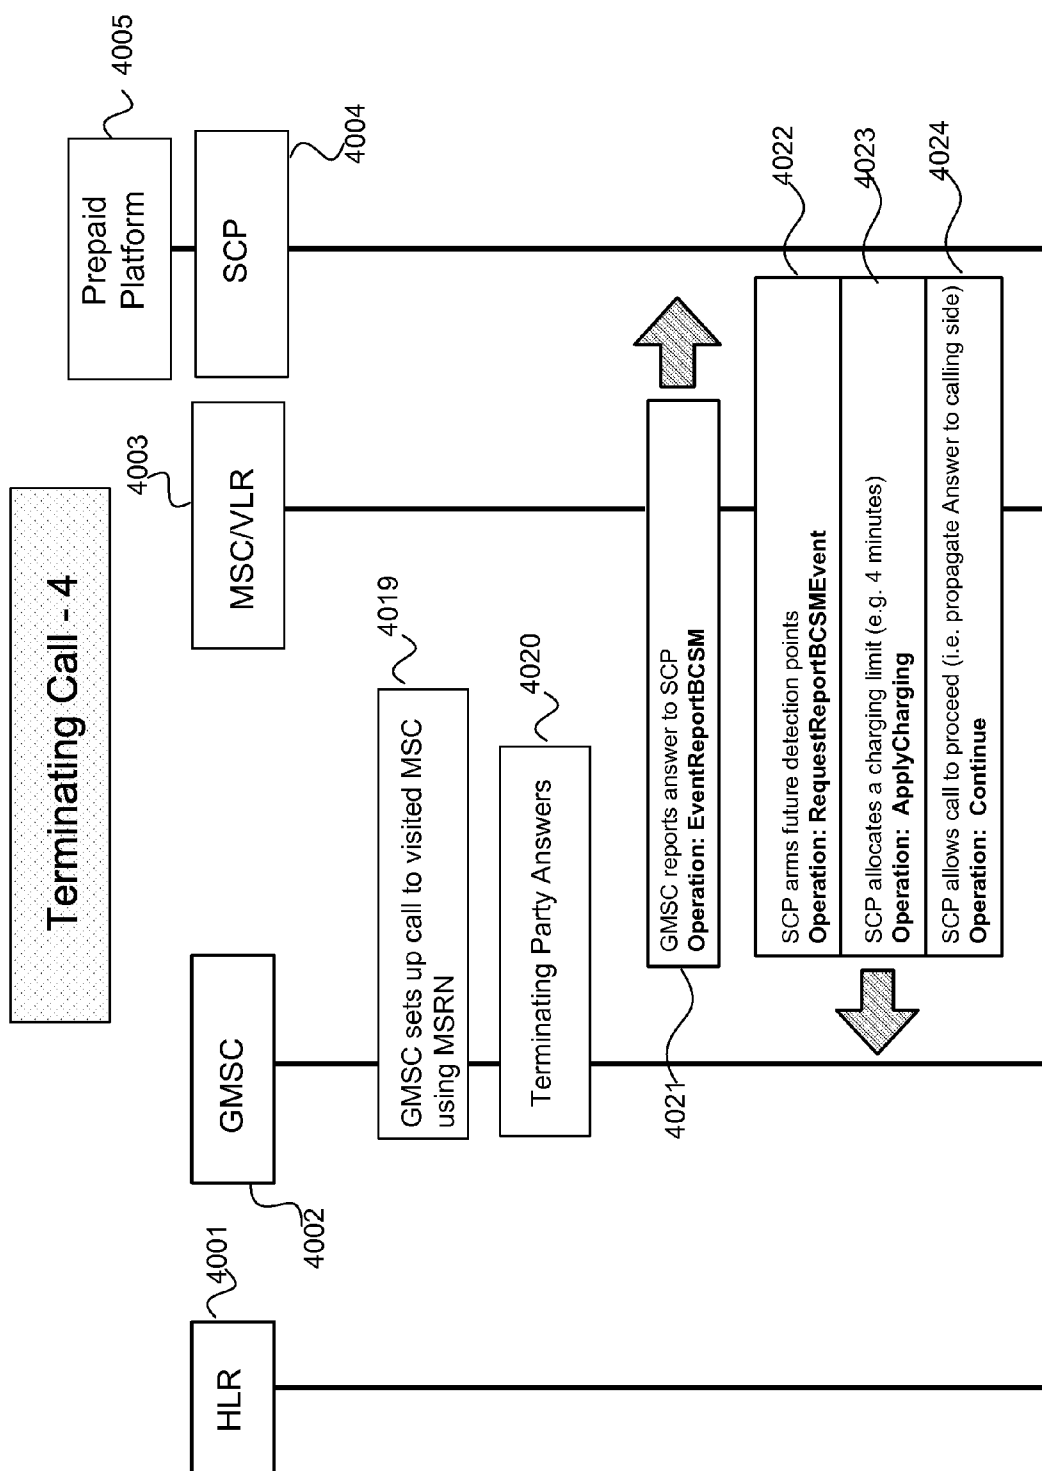 Terminating Call - 4
HLR
4001
GMSC
4002
MSC/VLR
4003
Prepaid
Platform
4005
SCP
4004
GMSC sets up call to visited MSC
using MSRN
4019
Terminating Party Answers
4020
GMSC reports answer to SCP
Operation: EventReportBCSM
4021
SCP arms future detection points
Operation: RequestReportBCSMEvent
4022
SCP allocates a charging limit (e.g. 4 minutes)
Operation: ApplyCharging
4023
SCP allows call to proceed (i.e. propagate Answer to calling side)
Operation: Continue
4024